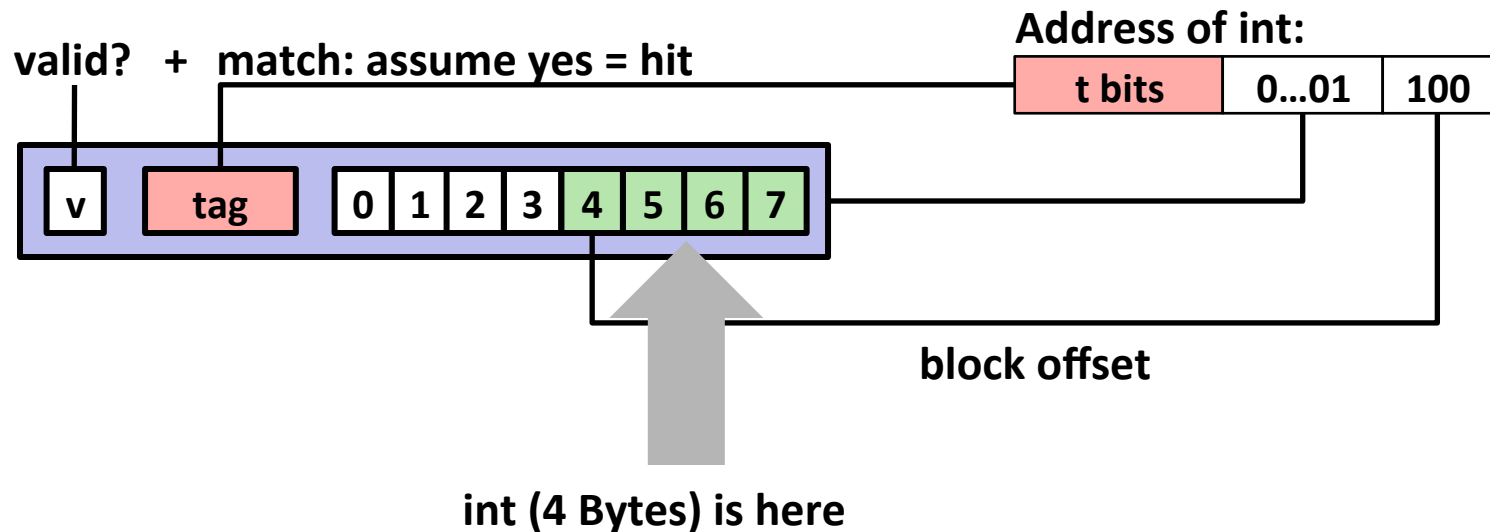 Address of int:
valid? + match: assume yes = hit
t bits 0...01 100
v tag 0 1 2 3 4 5 6 7
block offset
int (4 Bytes) is here